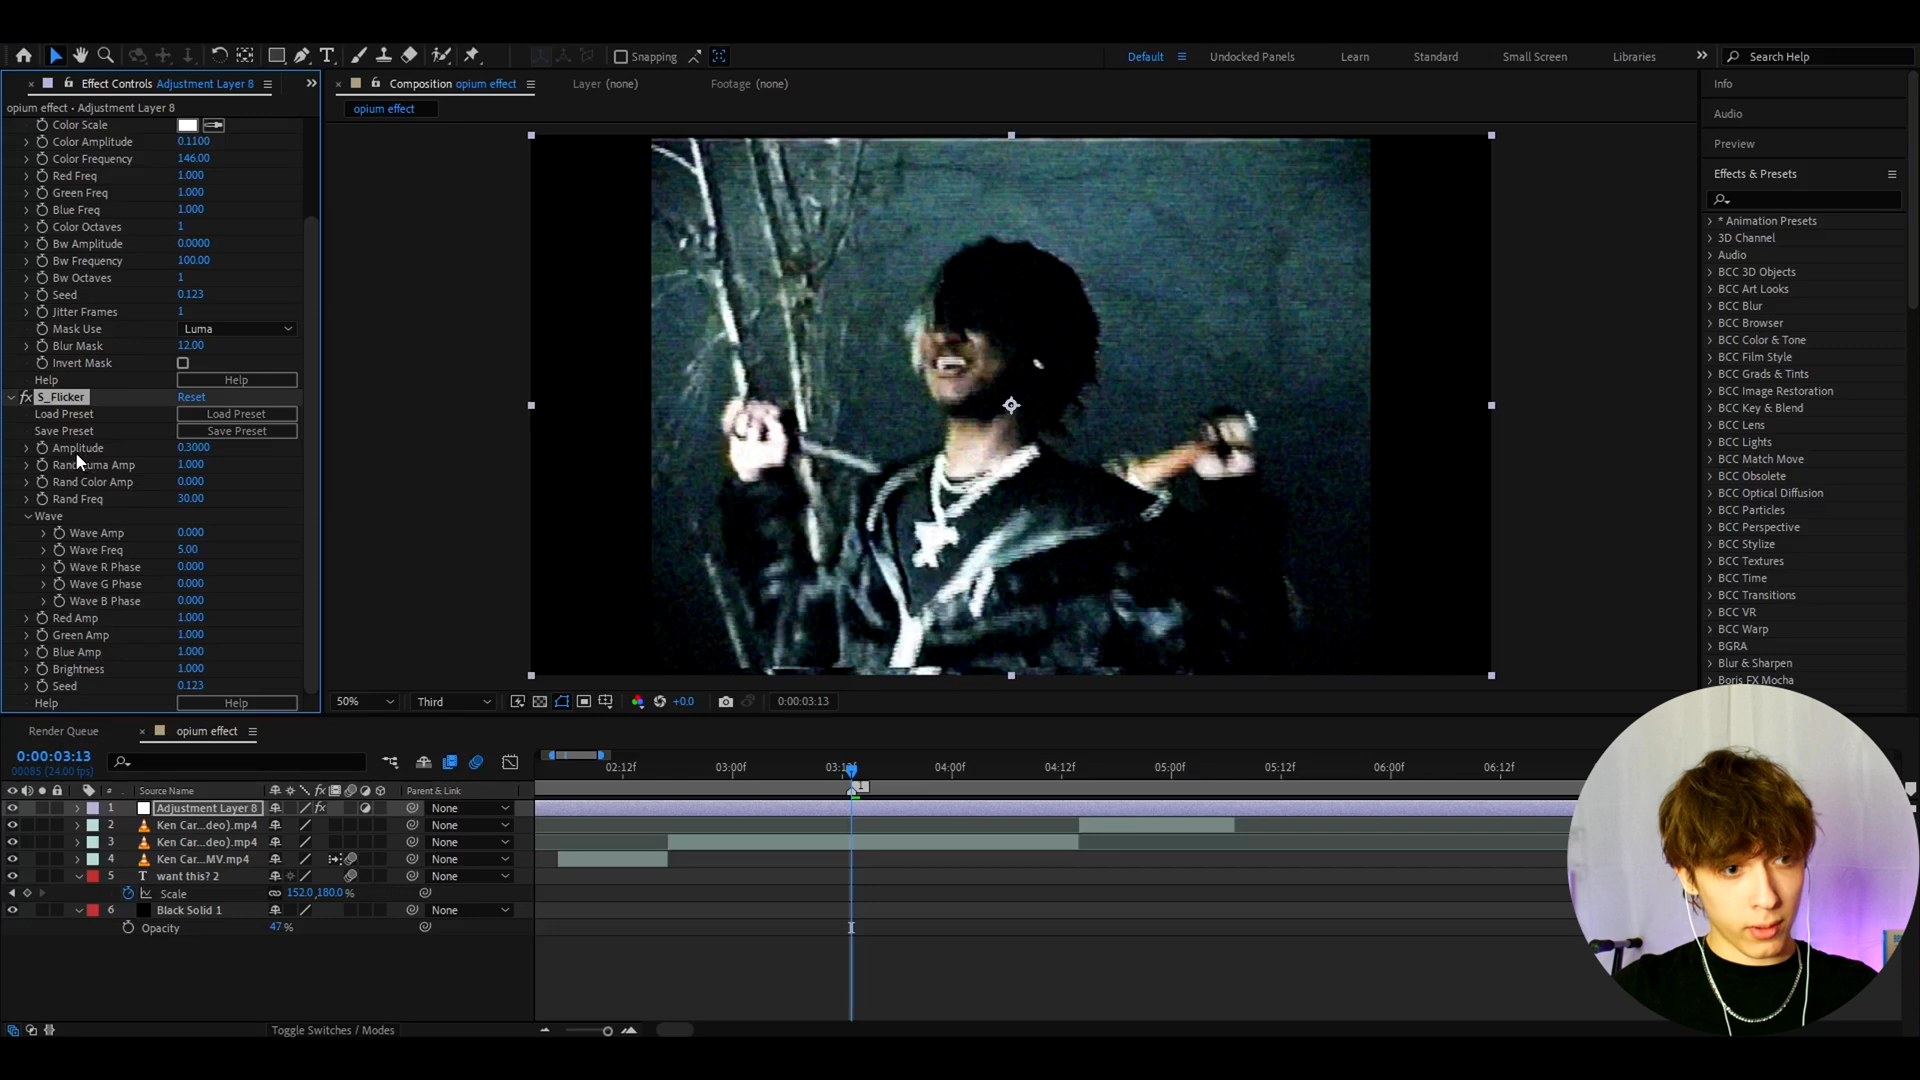 Snapping
Default
Undocked Panels
Learn
Standard
Small Screen
Libraries
Search Help
Effect Controls Adjustment Layer 8
opium effect • Adjustment Layer 8
Color Scale
Color Amplitude 0.1100
Color Frequency 146.00
Red Freq 1.000
Green Freq 1.000
Blue Freq 1.000
Color Octaves 1
Bw Amplitude 0.0000
Bw Frequency 100.00
Bw Octaves 1
Seed 0.123
Jitter Frames 1
Mask Use Luma
Blur Mask 12.00
Invert Mask
Help Help
fx S_Flicker Reset
Load Preset Load Preset
Save Preset Save Preset
Amplitude 0.3000
Rand Luma Amp 1.000
Rand Color Amp 0.000
Rand Freq 30.00
Wave
Wave Amp 0.000
Wave Freq 5.00
Wave R Phase 0.000
Wave G Phase 0.000
Wave B Phase 0.000
Red Amp 1.000
Green Amp 1.000
Blue Amp 1.000
Brightness 1.000
Seed 0.123
Help Help
Composition opium effect
Layer (none)
Footage (none)
opium effect
50%
Third
+0.0
0:00:03:13
Info
Audio
Preview
Effects & Presets
* Animation Presets
3D Channel
Audio
BCC 3D Objects
BCC Art Looks
BCC Blur
BCC Browser
BCC Color & Tone
BCC Film Style
BCC Grads & Tints
BCC Image Restoration
BCC Key & Blend
BCC Lens
BCC Lights
BCC Match Move
BCC Obsolete
BCC Optical Diffusion
BCC Particles
BCC Perspective
BCC Stylize
BCC Textures
BCC Time
BCC Transitions
BCC VR
BCC Warp
BGRA
Blur & Sharpen
Boris FX Mocha
Render Queue
opium effect
0:00:03:13
00085 (24.00 fps)
# Source Name
Parent & Link
02:12f 03:00f 03:12f 04:00f 04:12f 05:00f 05:12f 06:00f 06:12f
1
1 Adjustment Layer 8 fx None
2 Ken Car...deo).mp4 None
3 Ken Car...deo).mp4 None
4 Ken Car...MV.mp4 None
5 T want this? 2 None
Scale 152.0,180.0 %
6 Black Solid 1 None
Opacity 47 %
Toggle Switches / Modes